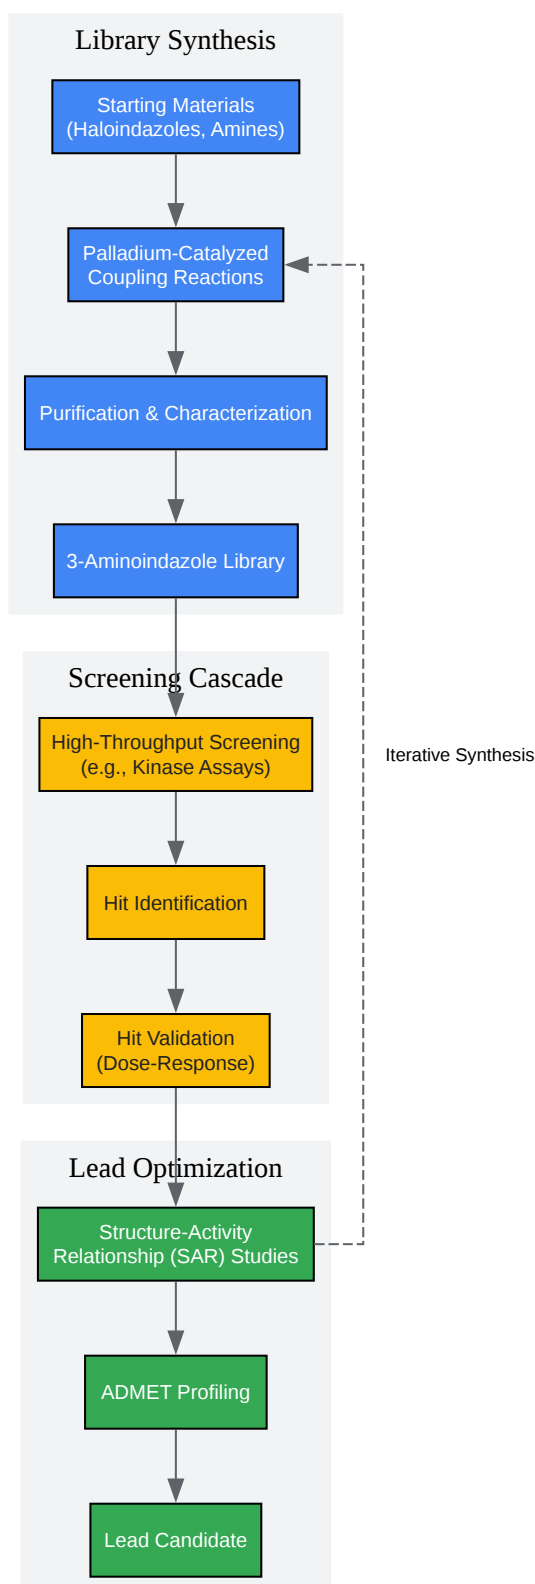 Library Synthesis
Starting Materials
(Haloindazoles, Amines)
Palladium-Catalyzed
Coupling Reactions
Purification & Characterization
3-Aminoindazole Library
Screening Cascade
High-Throughput Screening
(e.g., Kinase Assays)
Iterative Synthesis
Hit Identification
Hit Validation
(Dose-Response)
Lead Optimization
Structure-Activity
Relationship (SAR) Studies
ADMET Profiling
Lead Candidate